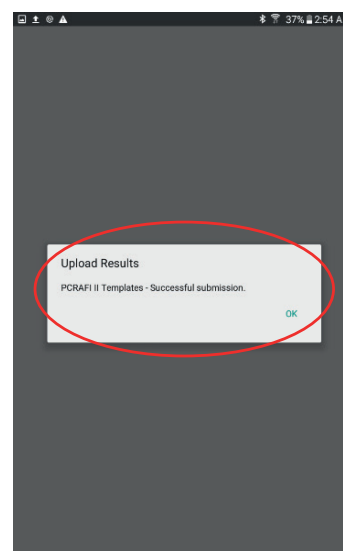 37% 2:54 A
Upload Results
PCRAFI II Templates - Successful submission.
OK